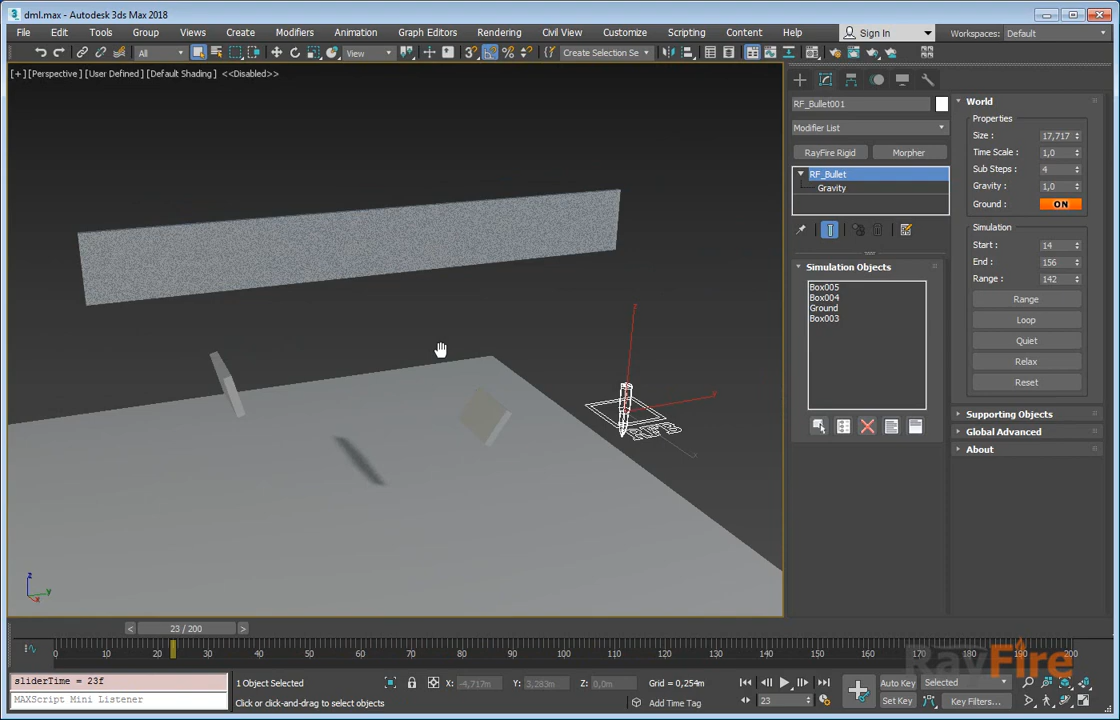 dml.max - Autodesk 3ds Max 2018
File Edit Tools Group Views Create Modifiers Animation Graph Editors Rendering Civil View Customize Scripting Content Help Sign In Workspaces: Default
All View Create Selection Se
[+] [Perspective] [User Defined] [Default Shading] <<Disabled>>
RF_Bullet001
Modifier List
RayFire Rigid Morpher
RF_Bullet
Gravity
Simulation Objects
Box005
Box004
Ground
Box003
World
Properties
Size : 17,717
Time Scale : 1,0
Sub Steps : 4
Gravity : 1,0
Ground : ON
Simulation
Start : 14
End : 156
Range : 142
Range
Loop
Quiet
Relax
Reset
Supporting Objects
Global Advanced
About
z
y
x
RFB
z
y
x
< 23 / 200 >
0 10 20 30 40 50 60 70 80 90 100 110 120 130 140 150 160 170 180 190 200
RayFire
sliderTime = 23f
MAXScript Mini Listener
1 Object Selected
Click or click-and-drag to select objects
X: -4,717m Y: 3,283m Z: 0,0m Grid = 0,254m
Add Time Tag
23
Auto Key Selected
Set Key Key Filters...